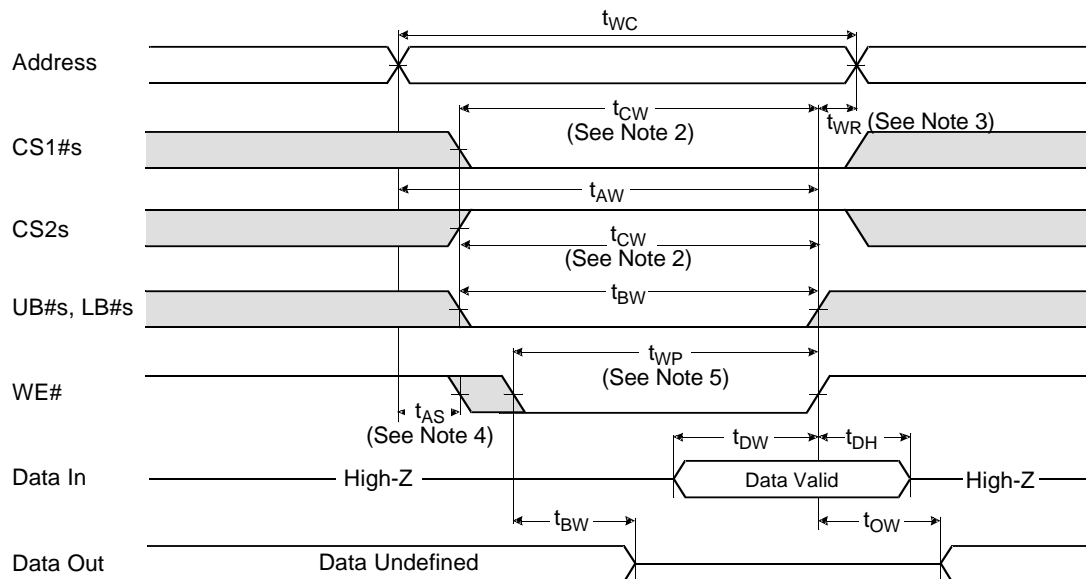 tWC
Address
tCW
(See Note 2)
tWR (See Note 3)
CS1#s
tAW
CS2s
tCW
(See Note 2)
UB#s, LB#s
tBW
WE#
tWP
(See Note 5)
tAS
(See Note 4)
tDW
tDH
Data In
High-Z
Data Valid
High-Z
tBW
tOW
Data Out
Data Undefined